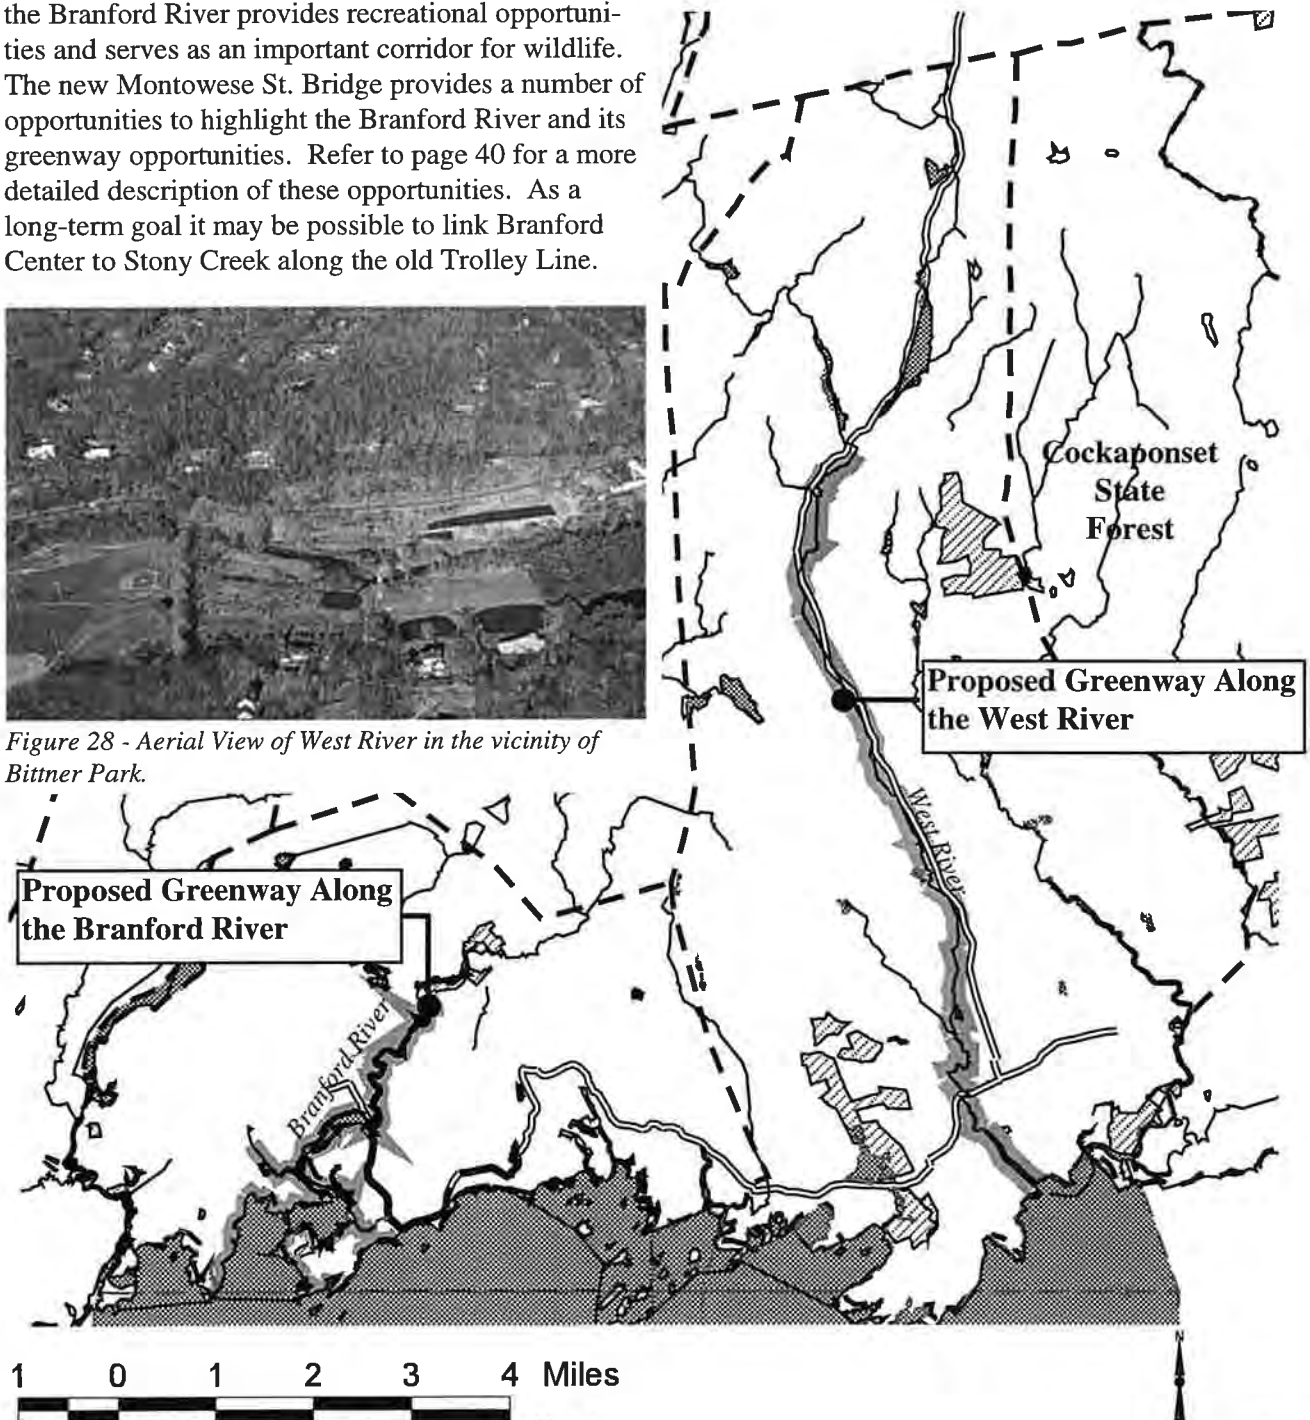 the Branford River provides recreational opportuni-
ties and serves as an important corridor for wildlife.
The new Montowese St. Bridge provides a number of
opportunities to highlight the Branford River and its
greenway opportunities.  Refer to page 40 for a more
detailed description of these opportunities.  As a
long-term goal it may be possible to link Branford
Center to Stony Creek along the old Trolley Line.
Figure 28 - Aerial View of West River in the vicinity of
Bittner Park.
Cockaponset
State
Forest
Proposed Greenway Along
the West River
West River
Proposed Greenway Along
the Branford River
Branford River
1 0 1 2 3 4 Miles
N